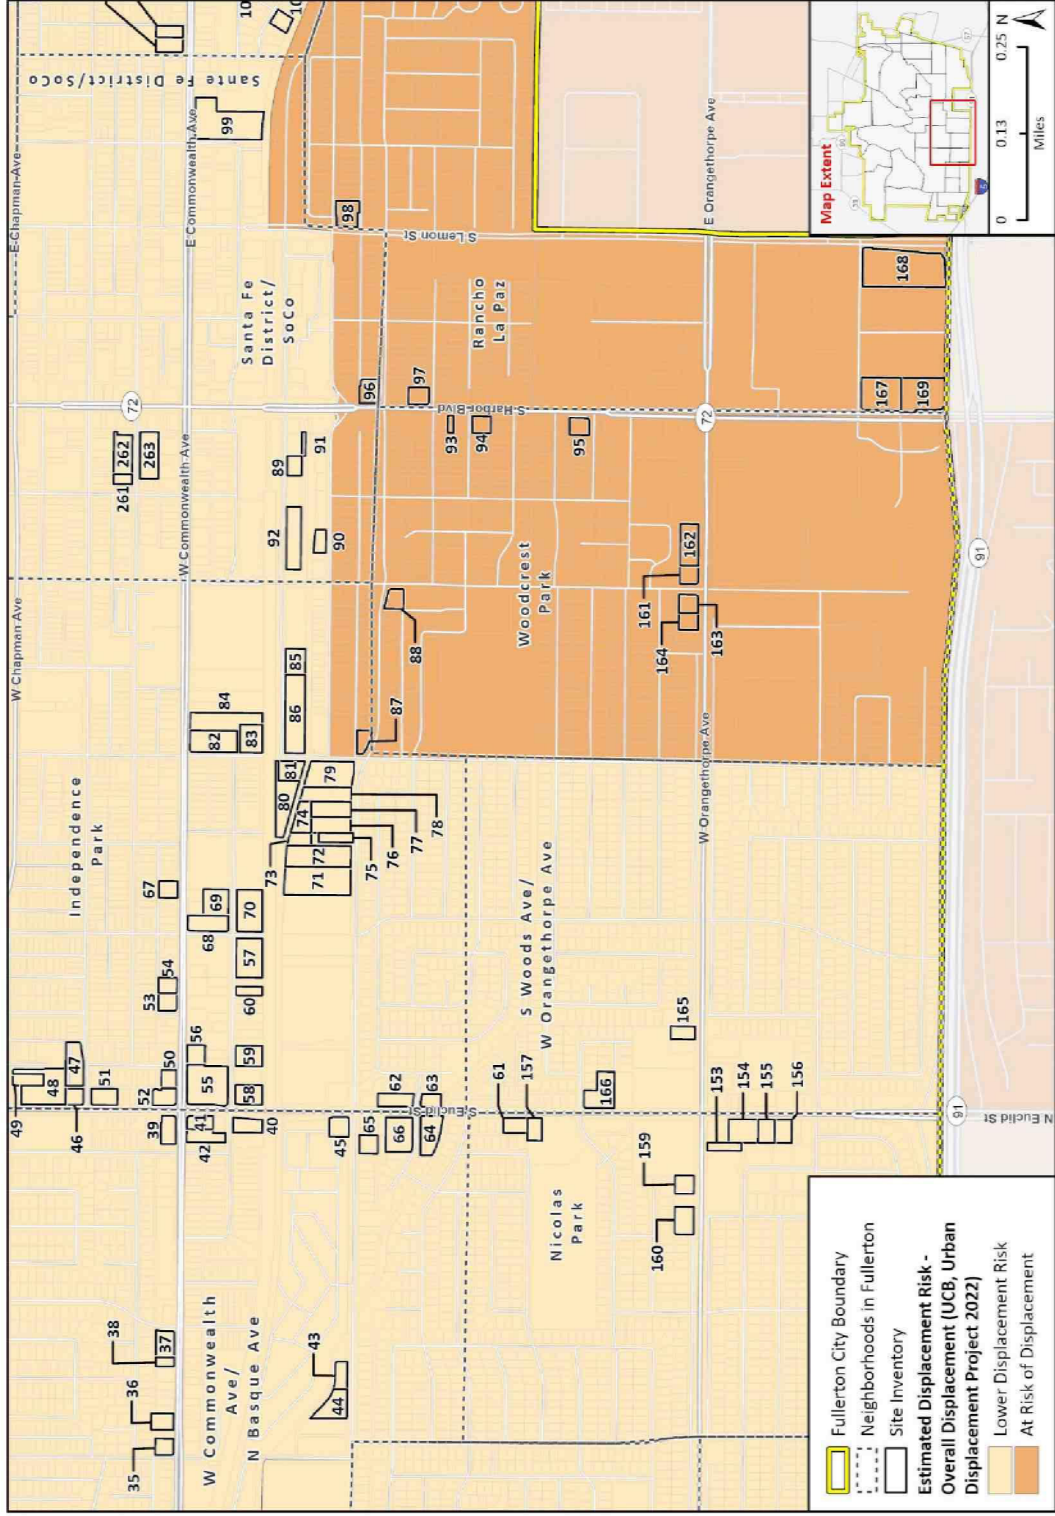 E Chapman Ave
Sante Fe District/SoCo
10
10
99
E Commonwealth Ave
98
S Lemon St
E Orangethorpe Ave
Map Extent
57
90
39
5
0
0.13
0.25
N
Miles
Santa Fe
District/
SoCo
Rancho
La Paz
168
72
96
97
167
169
S Harbor Blvd
72
93
94
95
261
262
263
89
91
92
90
W Commonwealth Ave
W Chapman Ave
Woodcrest
Park
161
162
164
163
91
88
87
85
86
84
82
83
81
80
79
74
73
72
71
75
76
77
78
W Orangethorpe Ave
Independence
Park
67
69
68
70
57
60
54
53
56
55
59
58
50
52
51
47
48
49
46
S Woods Ave/
W Orangethorpe Ave
165
166
62
63
61
157
153
154
155
156
S Euclid St
N Euclid St
91
39
41
42
40
45
65
66
64
159
160
Nicolas
Park
38
37
36
35
W Commonwealth
Ave/
N Basque Ave
43
44
Fullerton City Boundary
Neighborhoods in Fullerton
Site Inventory
Estimated Displacement Risk -
Overall Displacement (UCB, Urban
Displacement Project 2022)
Lower Displacement Risk
At Risk of Displacement